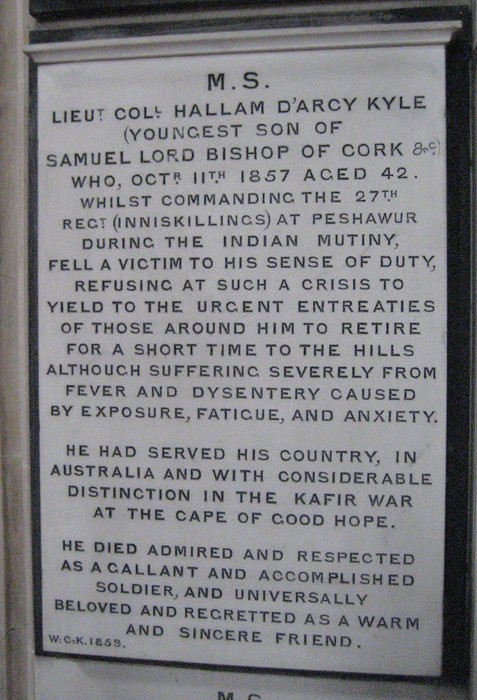 M.S.
LIEUT COLL HALLAM D'ARCY KYLE
(YOUNGEST SON OF
SAMUEL LORD BISHOP OF CORK &c)
WHO, OCTR 11TH 1857 AGED 42.
WHILST COMMANDING THE 27TH
REGT (INNISKILLINGS) AT PESHAWUR
DURING THE INDIAN MUTINY,
FELL A VICTIM TO HIS SENSE OF DUTY,
REFUSING AT SUCH A CRISIS TO
YIELD TO THE URGENT ENTREATIES
OF THOSE AROUND HIM TO RETIRE
FOR A SHORT TIME TO THE HILLS
ALTHOUGH SUFFERING SEVERELY FROM
FEVER AND DYSENTERY CAUSED
BY EXPOSURE, FATIGUE, AND ANXIETY.
HE HAD SERVED HIS COUNTRY, IN
AUSTRALIA AND WITH CONSIDERABLE
DISTINCTION IN THE KAFIR WAR
AT THE CAPE OF GOOD HOPE.
HE DIED ADMIRED AND RESPECTED
AS A GALLANT AND ACCOMPLISHED
SOLDIER, AND UNIVERSALLY
BELOVED AND REGRETTED AS A WARM
AND SINCERE FRIEND.
W.C.K. 1859.
M.S.